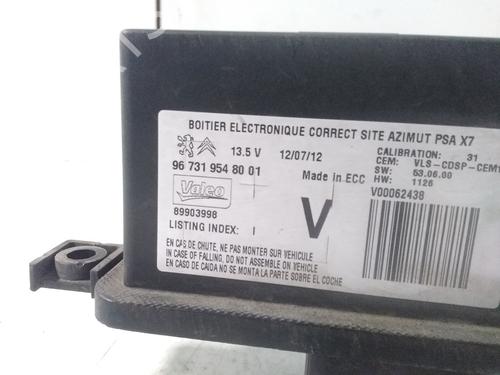 BOITIER ELECTRONIQUE CORRECT SITE AZIMUT PSA X7
13.5 V 12/07/12
CALIBRATION: 31
CEM: VLS-CDSP-CEM1
SW: 53.06.00
HW: 1126
96 731 954 80 01
Made in ECC
V00062438
Valeo
89903998
V
LISTING INDEX: I
EN CAS DE CHUTE, NE PAS MONTER SUR VEHICULE
IN CASE OF FALLING, DO NOT ASSEMBLE ON VEHICLE
EN CASO DE CAIDA NO SE MONTA LA PARTE SOBRE EL COCHE